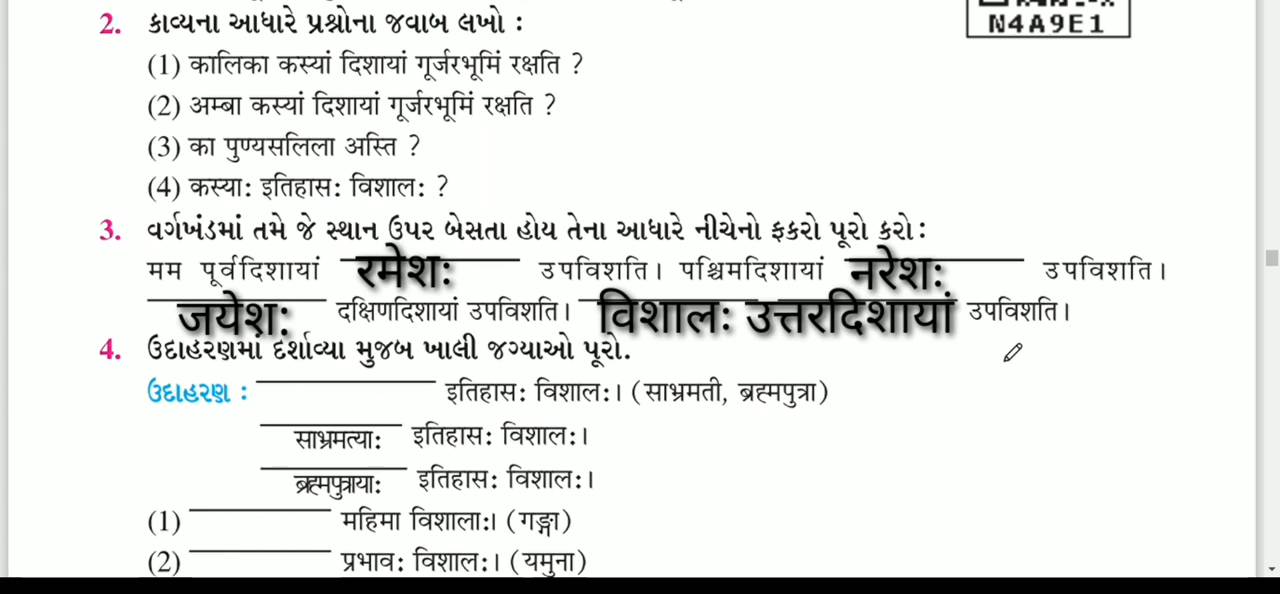 2. કાવ્યના આધારે પ્રશ્નોના જવાબ લખો :
N4A9E1
(1) कालिका कस्यां दिशायां गूर्जरभूमिं रक्षति ?
(2) अम्बा कस्यां दिशायां गूर्जरभूमिं रक्षति ?
(3) का पुण्यसलिला अस्ति ?
(4) कस्याः इतिहासः विशालः ?
3. વર્ગખંડમાં તમે જે સ્થાન ઉપર બેસતા હોય તેના આધારે નીચેનો ફકરો પૂરો કરો :
मम पूर्वदिशायां रमेशः उपविशति। पश्चिमदिशायां नरेशः उपविशति।
जयेशः दक्षिणदिशायां उपविशति। विशालः उत्तरदिशायां उपविशति।
4. ઉદાહરણમાં દર્શાવ્યા મુજબ ખાલી જગ્યાઓ પૂરો.
ઉદાહરણ : ____________ इतिहासः विशालः। (साभ्रमती, ब्रह्मपुत्रा)
साभ्रमत्याः इतिहासः विशालः।
ब्रह्मपुत्रायाः इतिहासः विशालः।
(1) ____________ महिमा विशालाः। (गङ्गा)
(2) ____________ प्रभावः विशालः। (यमुना)